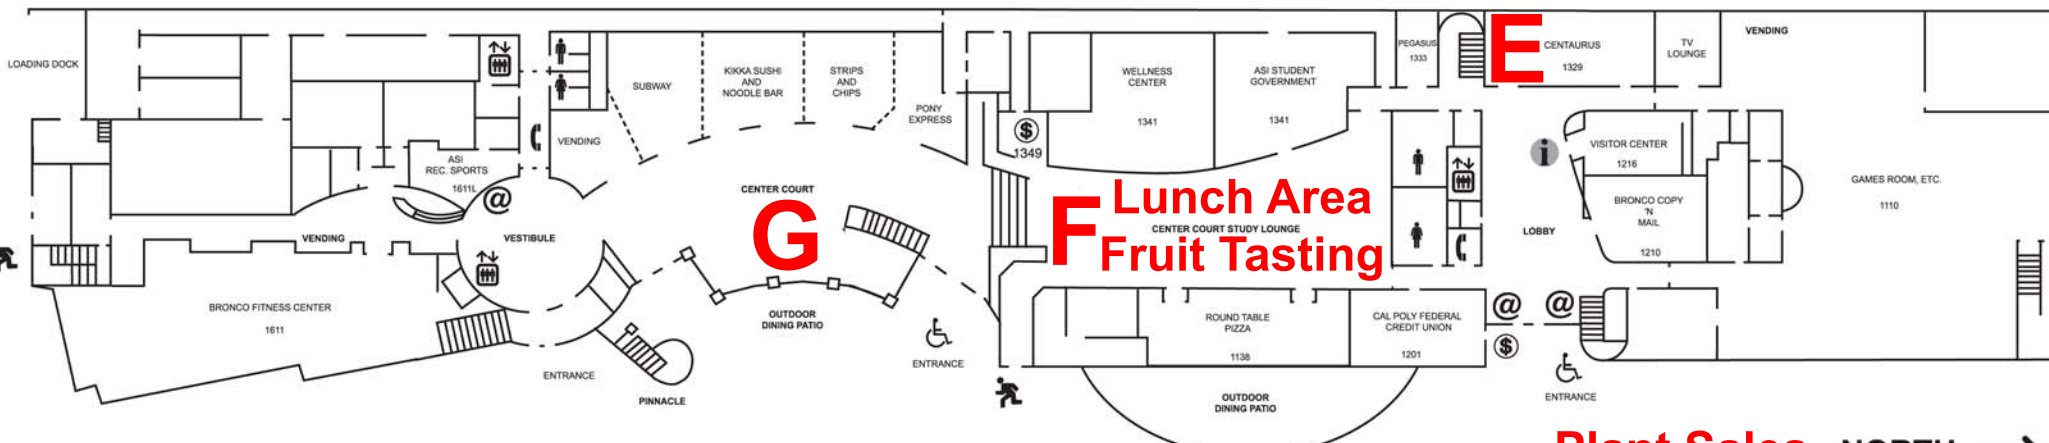 LOADING DOCK
SUBWAY
KIKKA SUSHI
AND
NOODLE BAR
STRIPS
AND
CHIPS
PONY
EXPRESS
VENDING
ASI
REC. SPORTS
1611L
@
VENDING
VESTIBULE
CENTER COURT
G
BRONCO FITNESS CENTER
1611
OUTDOOR
DINING PATIO
ENTRANCE
PINNACLE
ENTRANCE
$
1349
WELLNESS
CENTER
1341
ASI STUDENT
GOVERNMENT
1341
PEGASUS
1333
E
CENTAURUS
1329
TV
LOUNGE
VENDING
F
Lunch Area
CENTER COURT STUDY LOUNGE
Fruit Tasting
i
VISITOR CENTER
1216
BRONCO COPY
'N
MAIL
1210
LOBBY
GAMES ROOM, ETC.
1110
ROUND TABLE
PIZZA
1138
CAL POLY FEDERAL
CREDIT UNION
1201
@
@
$
ENTRANCE
OUTDOOR
DINING PATIO
Plant Sales
NORTH